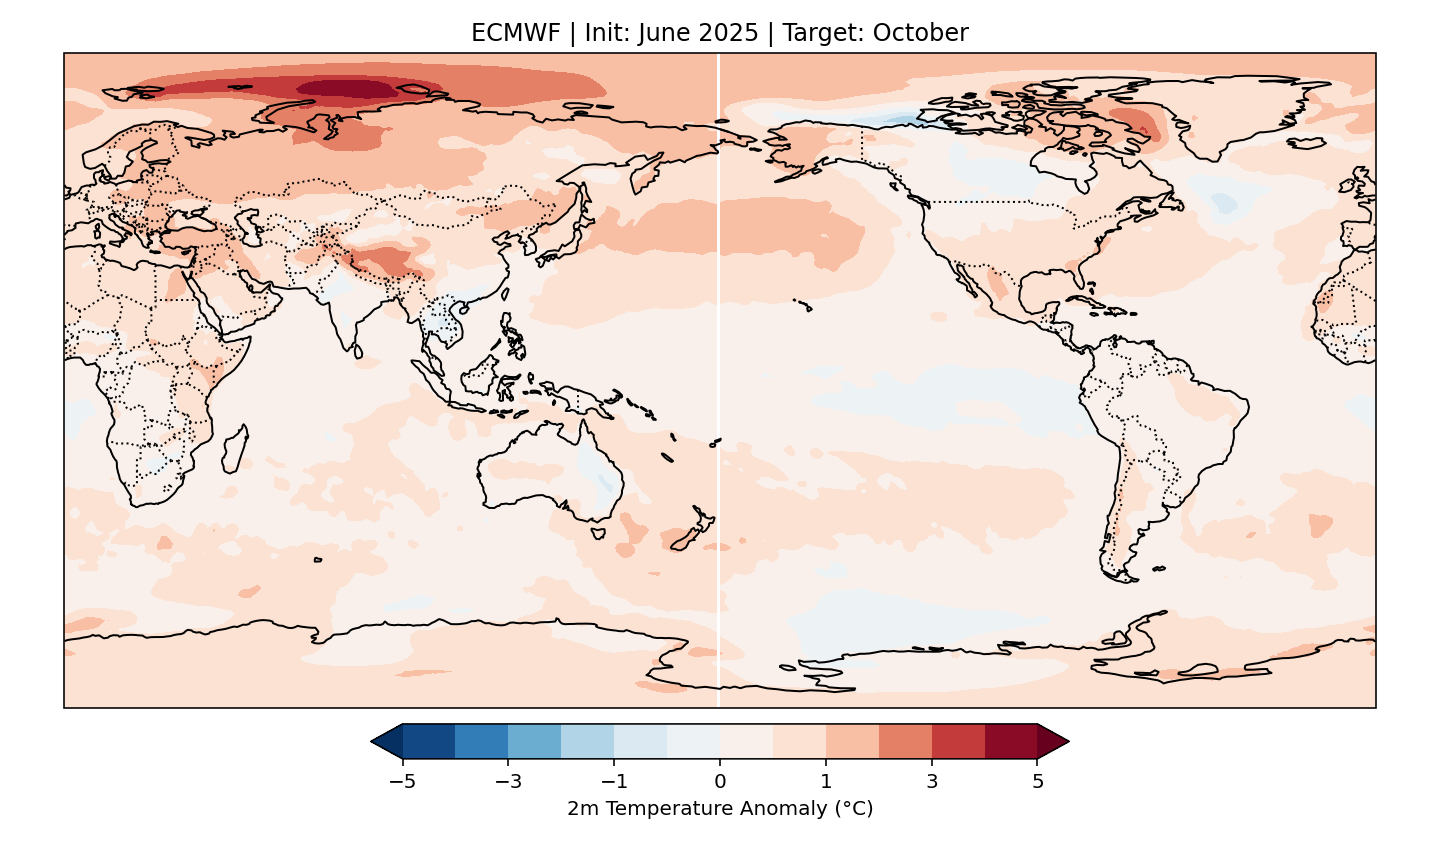 ECMWF | Init: June 2025 | Target: October
−5 −3 −1 0 1 3 5
2m Temperature Anomaly (°C)